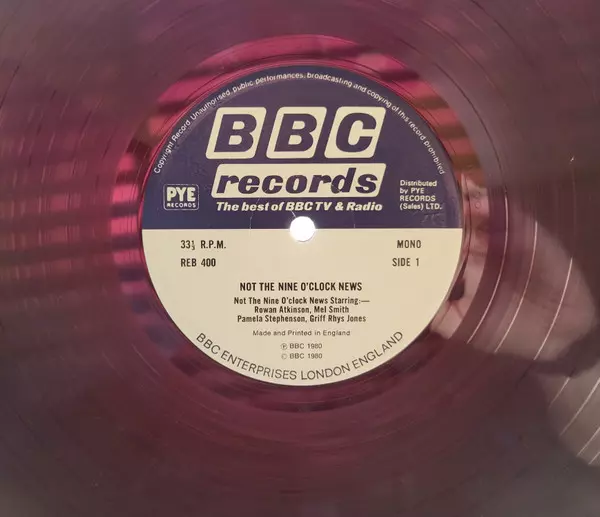 Copyright Record. Unauthorised, public performances, broadcasting and copying of this record prohibited
BBC
records
The best of BBC TV & Radio
PYE
RECORDS
Distributed
by PYE
RECORDS
(Sales) LTD.
33⅓ R.P.M.
MONO
REB 400
SIDE 1
NOT THE NINE O'CLOCK NEWS
Not The Nine O'clock News Starring:—
Rowan Atkinson, Mel Smith
Pamela Stephenson, Griff Rhys Jones
Made and Printed in England
℗ BBC 1980
© BBC 1980
BBC ENTERPRISES LONDON ENGLAND